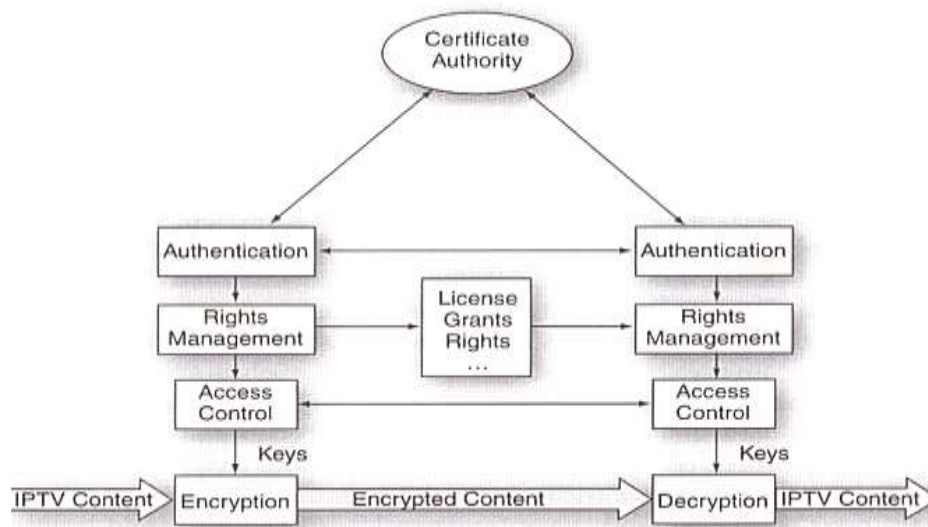 Certificate
Authority
Authentication
Authentication
Rights
Management
License
Grants
Rights
...
Rights
Management
Access
Control
Access
Control
Keys
Keys
IPTV Content
Encryption
Encrypted Content
Decryption
IPTV Content